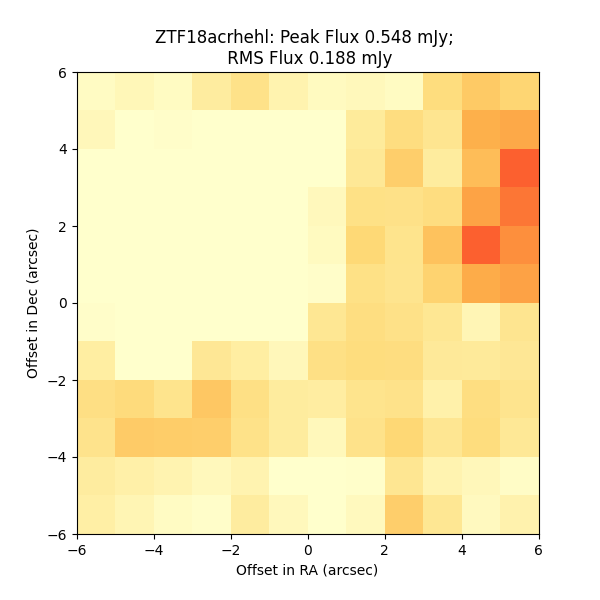 ZTF18acrhehl: Peak Flux 0.548 mJy;
RMS Flux 0.188 mJy
6
4
2
0
−2
−4
−6
Offset in Dec (arcsec)
−6 −4 −2 0 2 4 6
Offset in RA (arcsec)